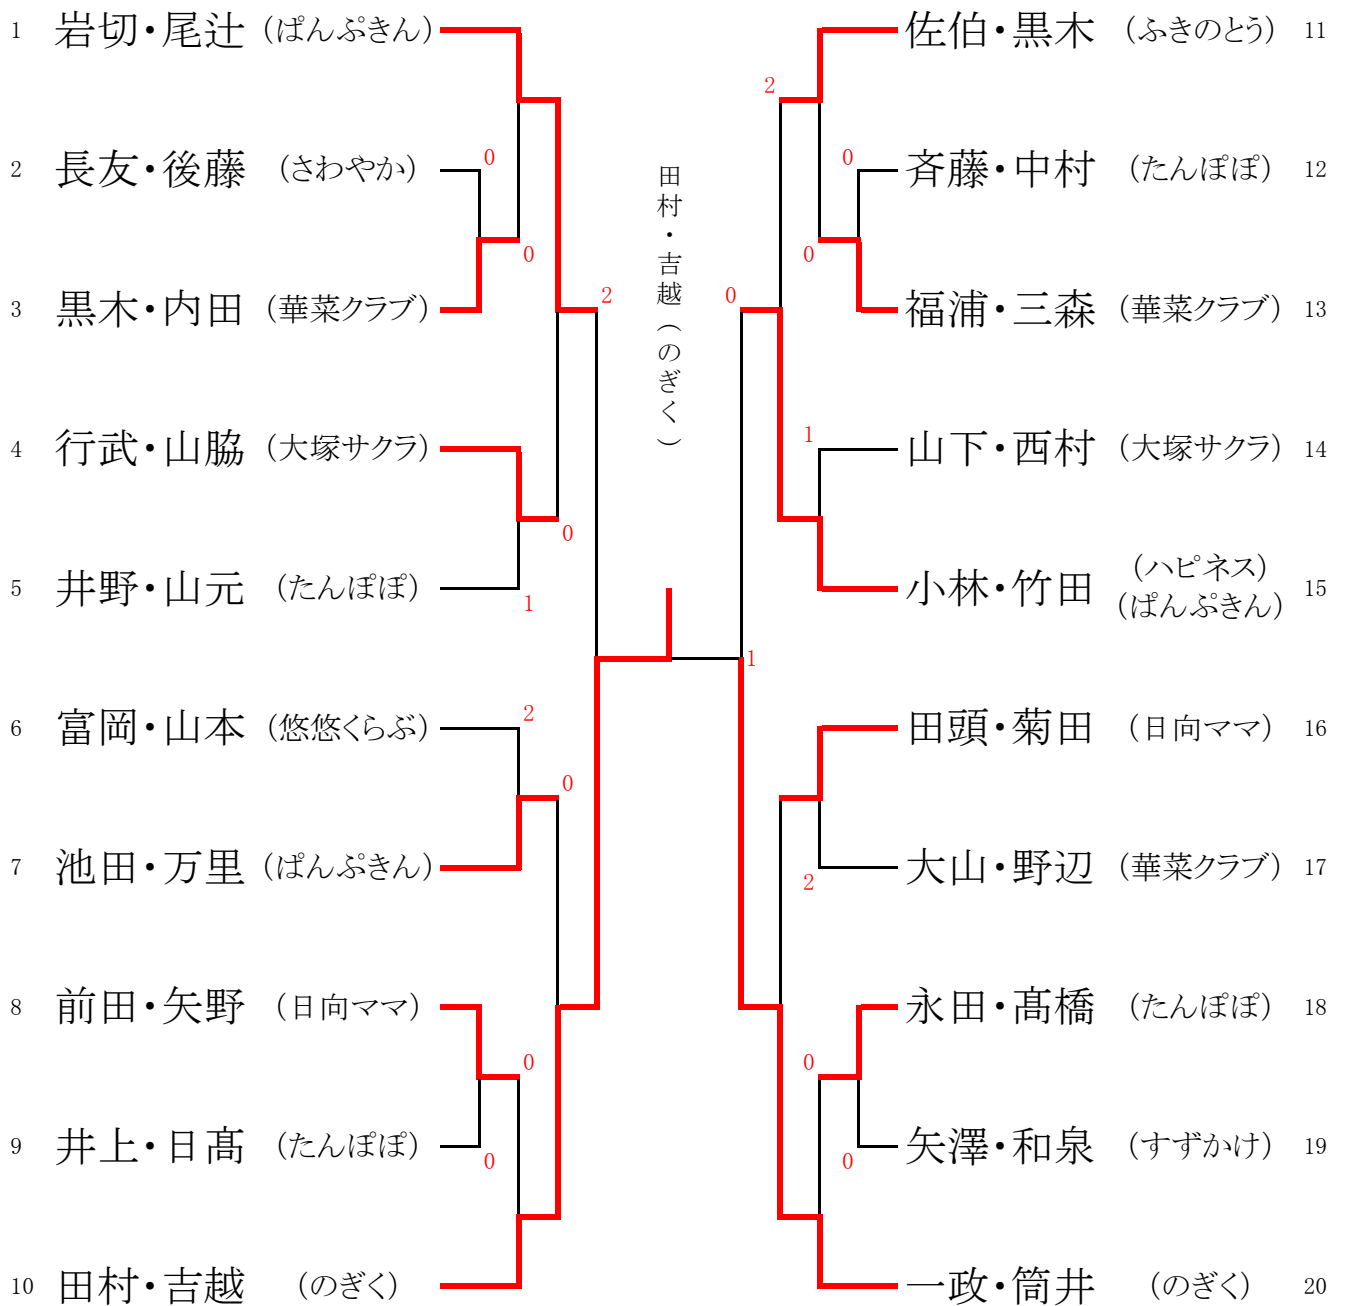 1 岩切・尾辻 (ぱんぷきん)
2 長友・後藤 (さわやか)
0
0
3 黒木・内田 (華菜クラブ)
2
4 行武・山脇 (大塚サクラ)
0
5 井野・山元 (たんぽぽ)
1
6 富岡・山本 (悠悠くらぶ)
2
0
7 池田・万里 (ぱんぷきん)
8 前田・矢野 (日向ママ)
0
9 井上・日髙 (たんぽぽ)
0
10 田村・吉越 (のぎく)
田村・吉越(のぎく)
佐伯・黒木 (ふきのとう) 11
2
0
斉藤・中村 (たんぽぽ) 12
0
0
福浦・三森 (華菜クラブ) 13
1
山下・西村 (大塚サクラ) 14
小林・竹田 (ハピネス) (ぱんぷきん) 15
1
田頭・菊田 (日向ママ) 16
大山・野辺 (華菜クラブ) 17
2
永田・髙橋 (たんぽぽ) 18
0
矢澤・和泉 (すずかけ) 19
0
一政・筒井 (のぎく) 20